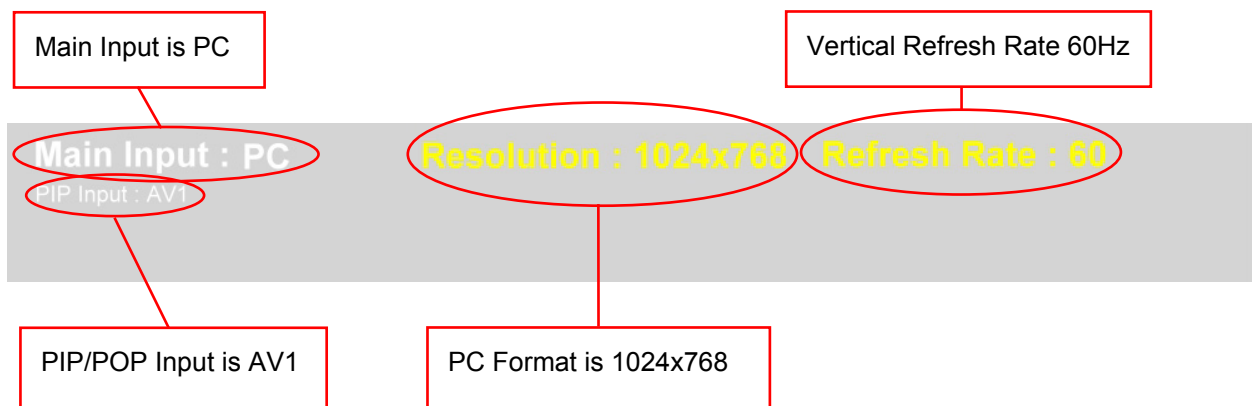 Main Input is PC
Vertical Refresh Rate 60Hz
Main Input : PC
Resolution : 1024x768
Refresh Rate : 60
PIP Input : AV1
PIP/POP Input is AV1
PC Format is 1024x768